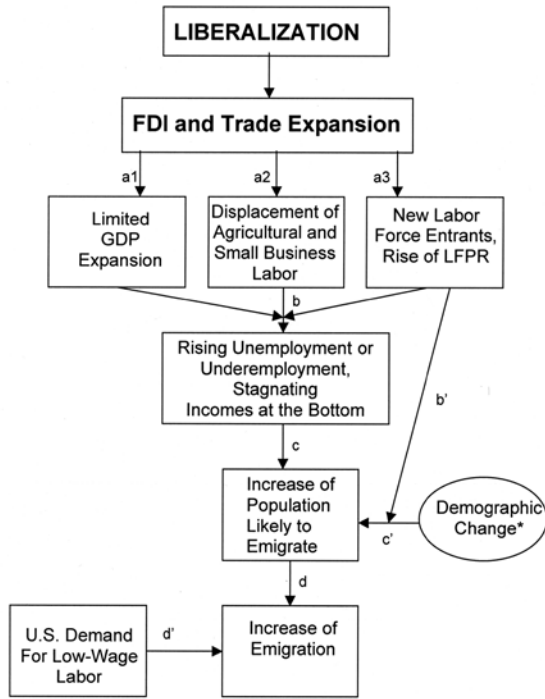 LIBERALIZATION
FDI and Trade Expansion
a1
a2
a3
Limited
GDP
Expansion
Displacement of
Agricultural and
Small Business
Labor
New Labor
Force Entrants,
Rise of LFPR
b
Rising Unemployment or
Underemployment,
Stagnating
Incomes at the Bottom
b'
c
Increase of
Population
Likely to
Emigrate
Demographic
Change*
c'
d
U.S. Demand
For Low-Wage
Labor
d'
Increase of
Emigration